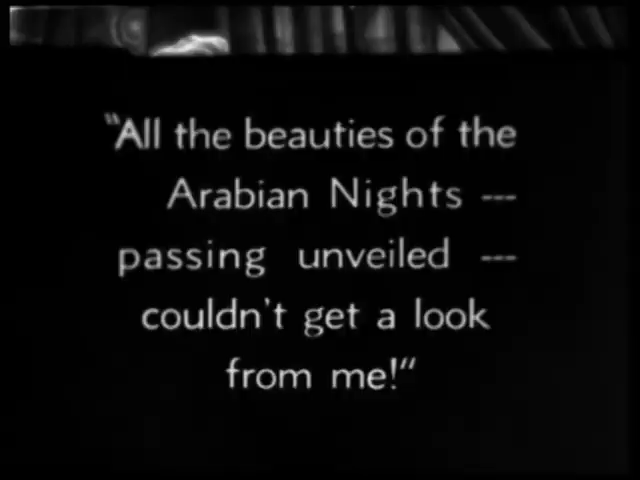 "All the beauties of the
Arabian Nights ---
passing unveiled ---
couldn't get a look
from me!"